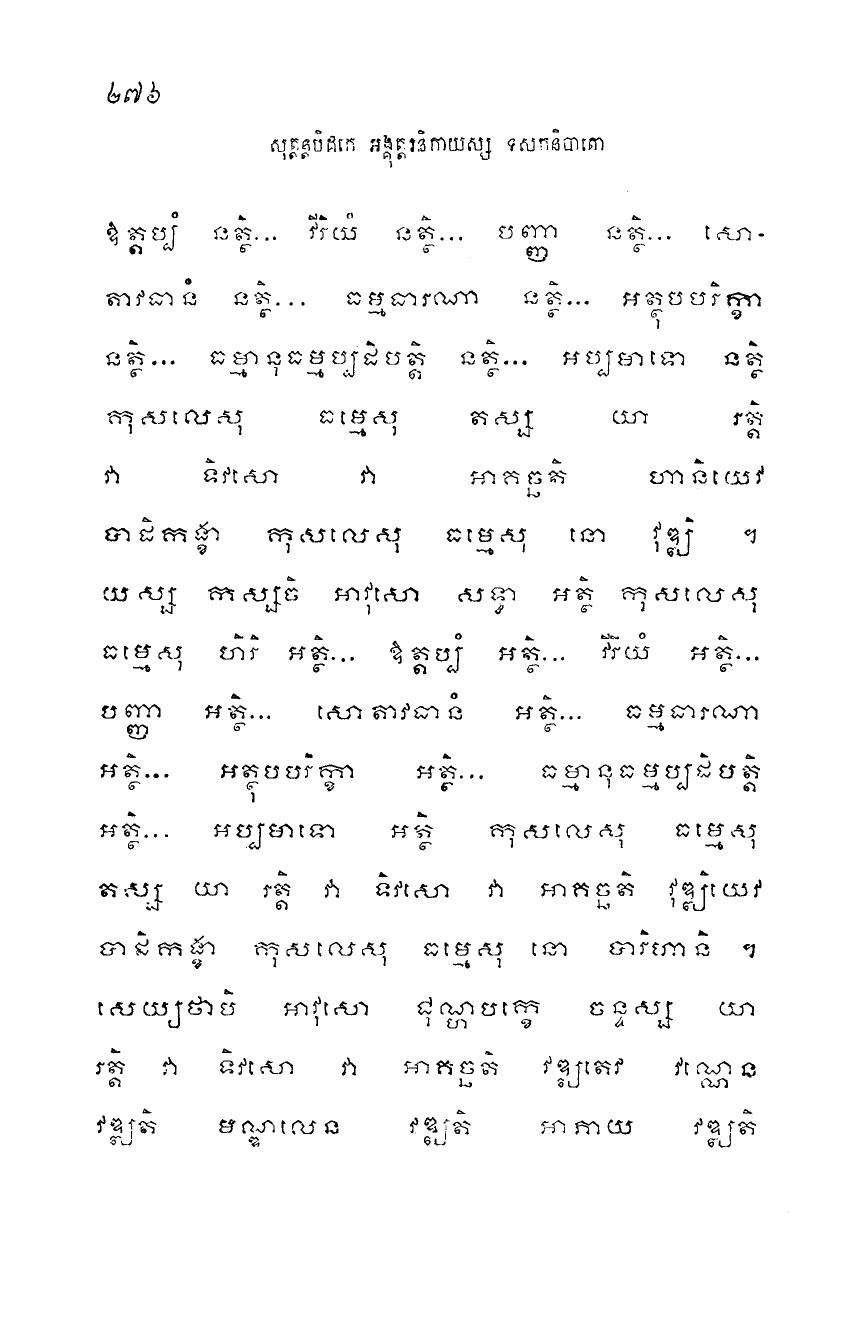 ២៧៦
សុត្តន្តបិដកេ អង្គុត្តរនិកាយស្ស ទសកនិបាតោ
ឱត្តប្បំ នត្ថិ... វីរិយំ នត្ថិ... បញ្ញា នត្ថិ... សោ-
តាវធានំ នត្ថិ... ធម្មធារណា នត្ថិ... អត្ថុបបរិក្ខា
នត្ថិ... ធម្មានុធម្មប្បដិបត្តិ នត្ថិ... អប្បមាទោ នត្ថិ
កុសលេសុ ធម្មេសុ តស្ស យា រត្តិ
វា ទិវសោ វា អាគច្ឆតិ ហានិយេវ
បាដិកង្ខា កុសលេសុ ធម្មេសុ នោ វុឌ្ឍិ ។
យស្ស កស្សចិ អាវុសោ សទ្ធា អត្ថិ កុសលេសុ
ធម្មេសុ ហិរិ អត្ថិ... ឱត្តប្បំ អត្ថិ... វីរិយំ អត្ថិ...
បញ្ញា អត្ថិ... សោតាវធានំ អត្ថិ... ធម្មធារណា
អត្ថិ... អត្ថុបបរិក្ខា អត្ថិ... ធម្មានុធម្មប្បដិបត្តិ
អត្ថិ... អប្បមាទោ អត្ថិ កុសលេសុ ធម្មេសុ
តស្ស យា រត្តិ វា ទិវសោ វា អាគច្ឆតិ វុឌ្ឍិយេវ
បាដិកង្ខា កុសលេសុ ធម្មេសុ នោ បារិហានិ ។
សេយ្យថាបិ អាវុសោ ជុណ្ហបក្ខេ ចន្ទស្ស យា
រត្តិ វា ទិវសោ វា អាគច្ឆតិ វឌ្ឍតេវ វណ្ណេន
វឌ្ឍតិ មណ្ឌលេន វឌ្ឍតិ អាភាយ វឌ្ឍតិ